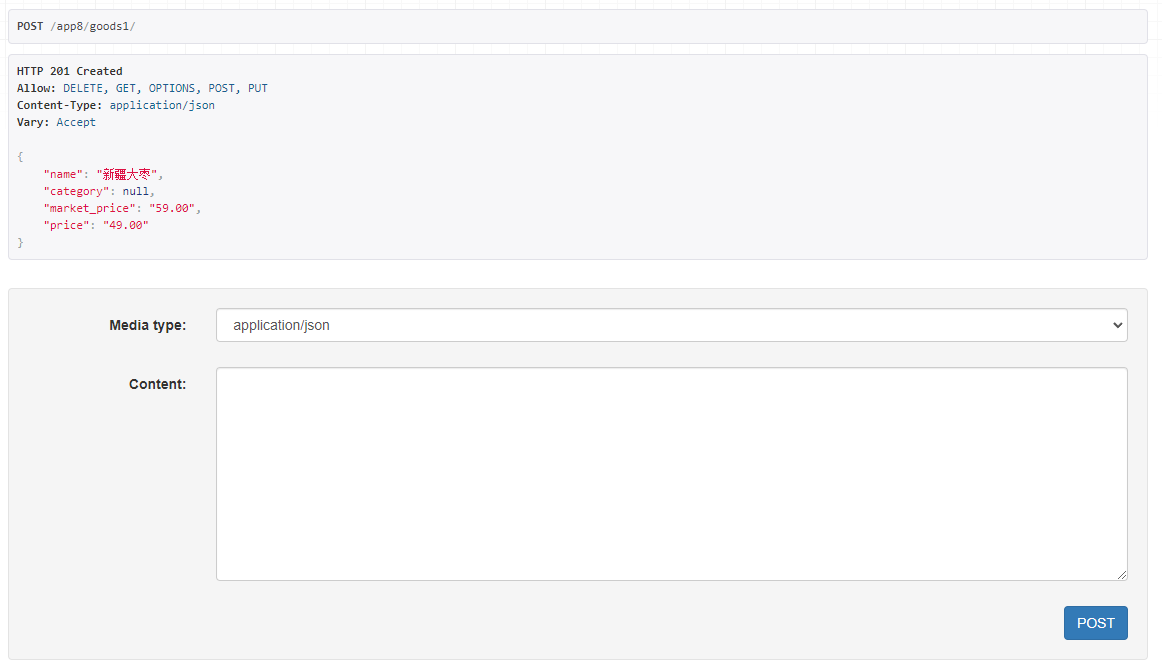 POST /app8/goods1/
HTTP 201 Created
Allow: DELETE, GET, OPTIONS, POST, PUT
Content-Type: application/json
Vary: Accept
{
"name": "新疆大枣",
"category": null,
"market_price": "59.00",
"price": "49.00"
}
Media type:
application/json
Content:
POST